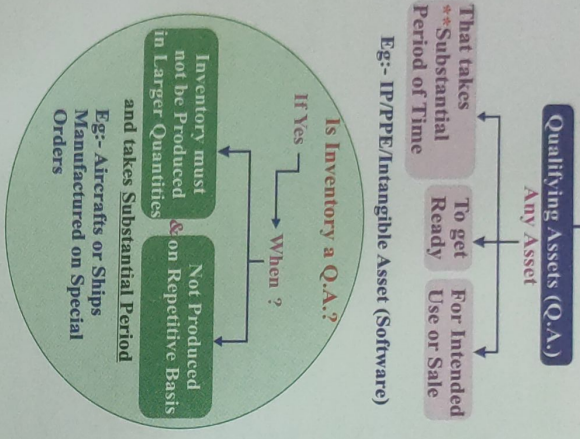 Qualifying Assets (Q.A.)
Any Asset
That takes
**Substantial
Period of Time
To get
Ready
For Intended
Use or Sale
Eg:- IP/PPE/Intangible Asset (Software)
Is Inventory a Q.A.?
If Yes
When ?
Inventory must
not be Produced
in Larger Quantities
&
Not Produced
on Repetitive Basis
and takes Substantial Period
Eg:- Aircrafts or Ships
Manufactured on Special
Orders